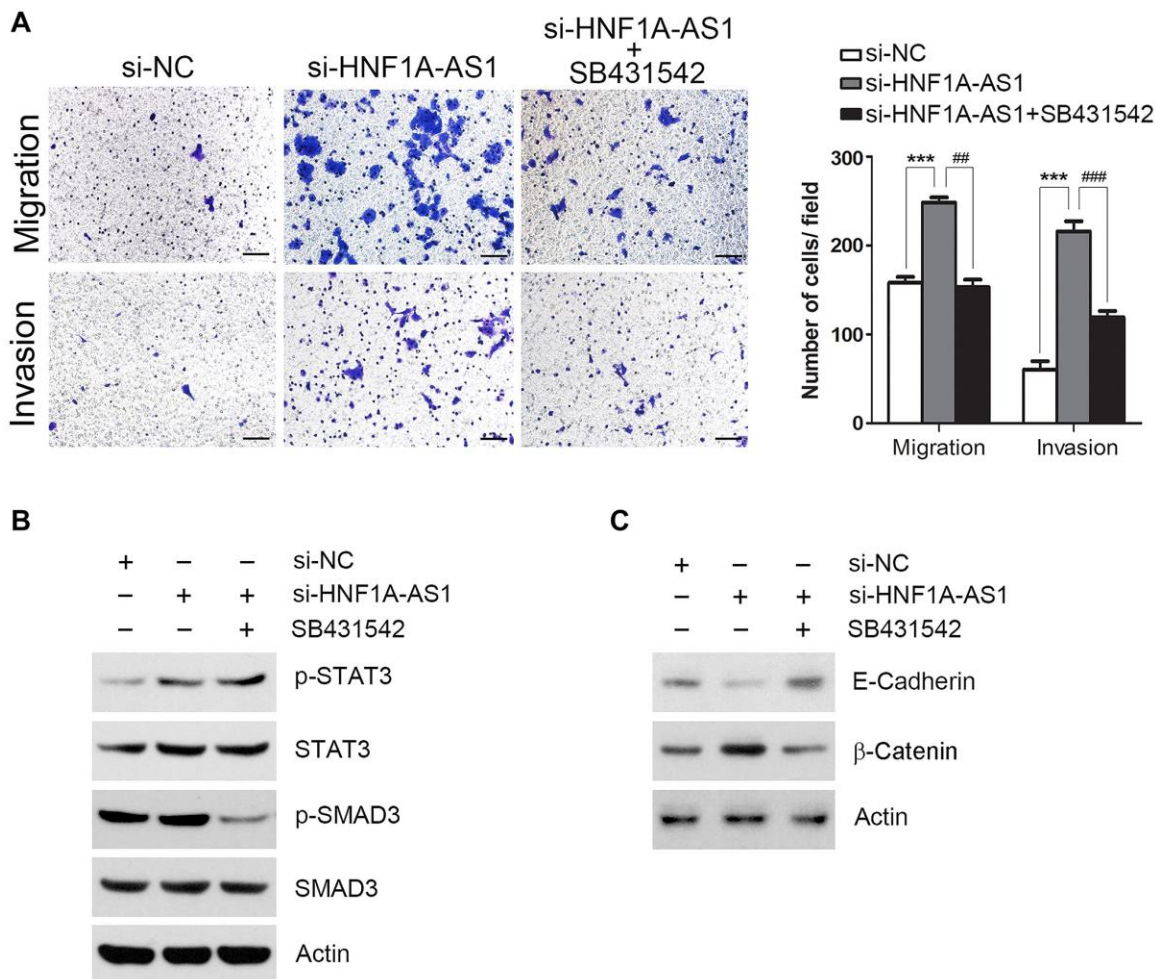 A
si-NC
si-HNF1A-AS1
si-HNF1A-AS1
+
SB431542
Migration
Invasion
si-NC
si-HNF1A-AS1
si-HNF1A-AS1+SB431542
Number of cells/ field
300
200
100
0
*** ##
*** ###
Migration
Invasion
B
+ − − si-NC
− + + si-HNF1A-AS1
− − + SB431542
p-STAT3
STAT3
p-SMAD3
SMAD3
Actin
C
+ − − si-NC
− + + si-HNF1A-AS1
− − + SB431542
E-Cadherin
β-Catenin
Actin